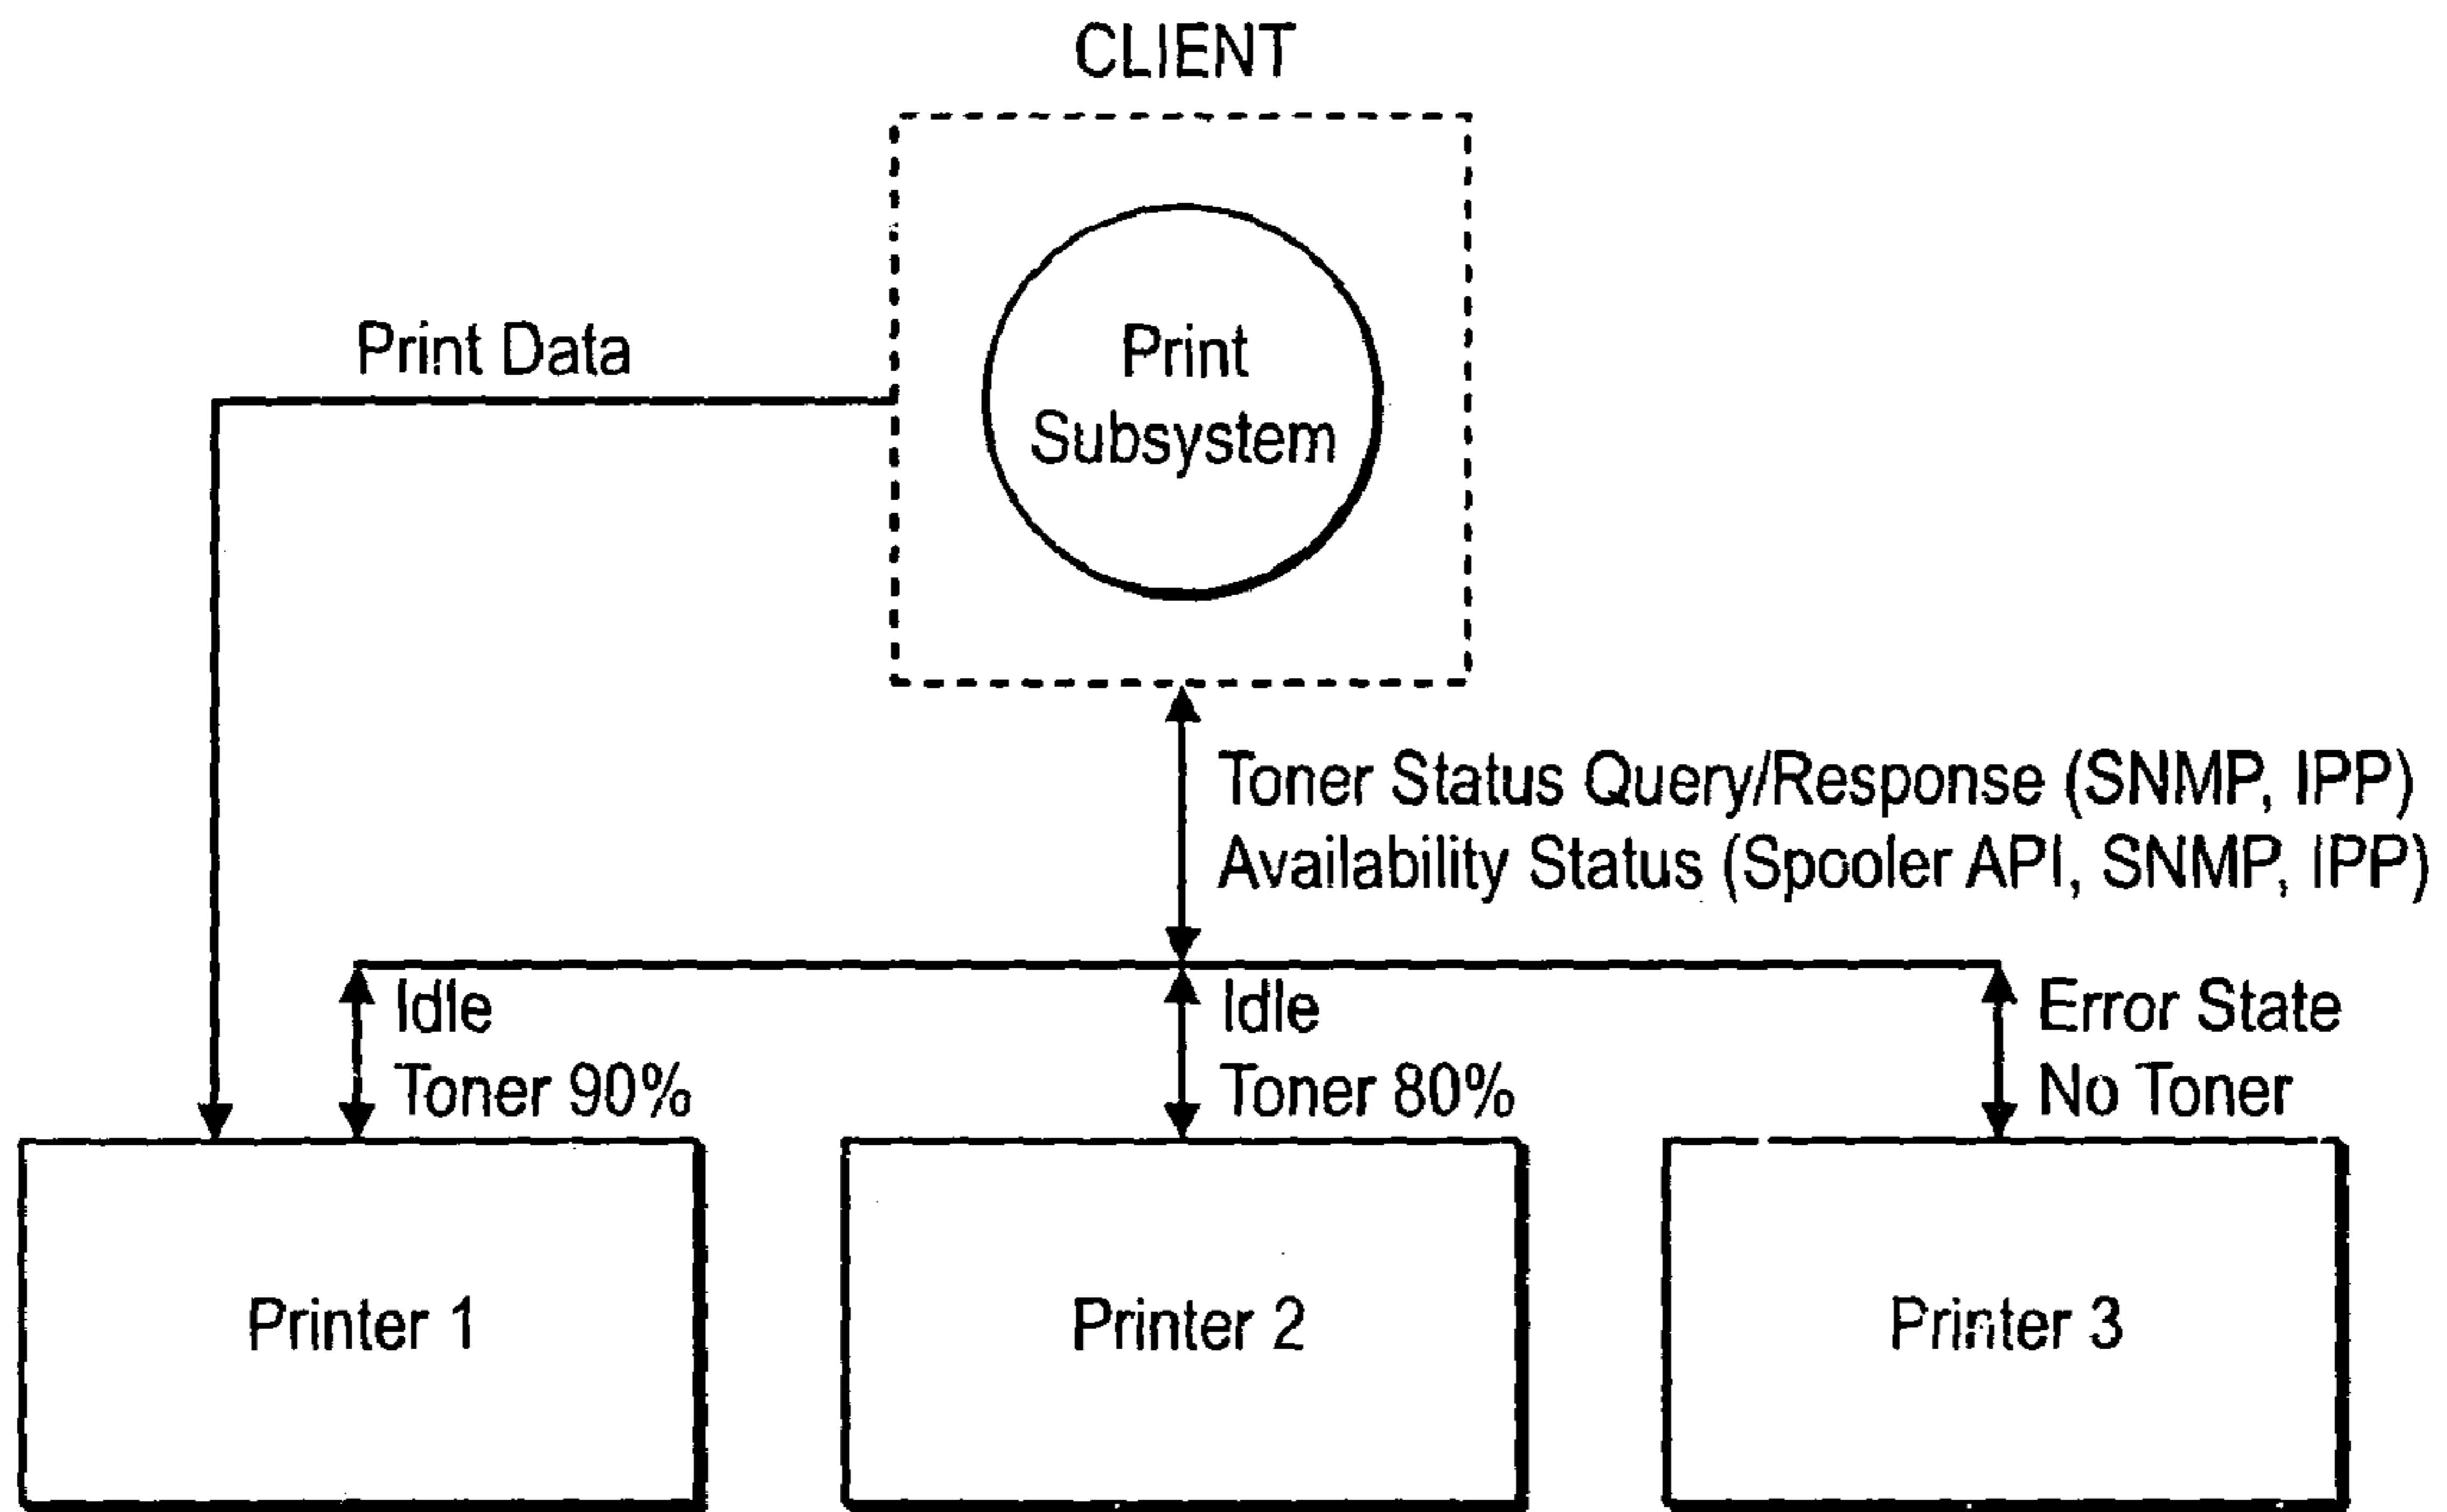 CLIENT
Print Data
Print
Subsystem
Toner Status Query/Response (SNMP, IPP)
Availability Status (Spooler API, SNMP, IPP)
Idle
Toner 90%
Idle
Toner 80%
Error State
No Toner
Printer 1
Printer 2
Printer 3